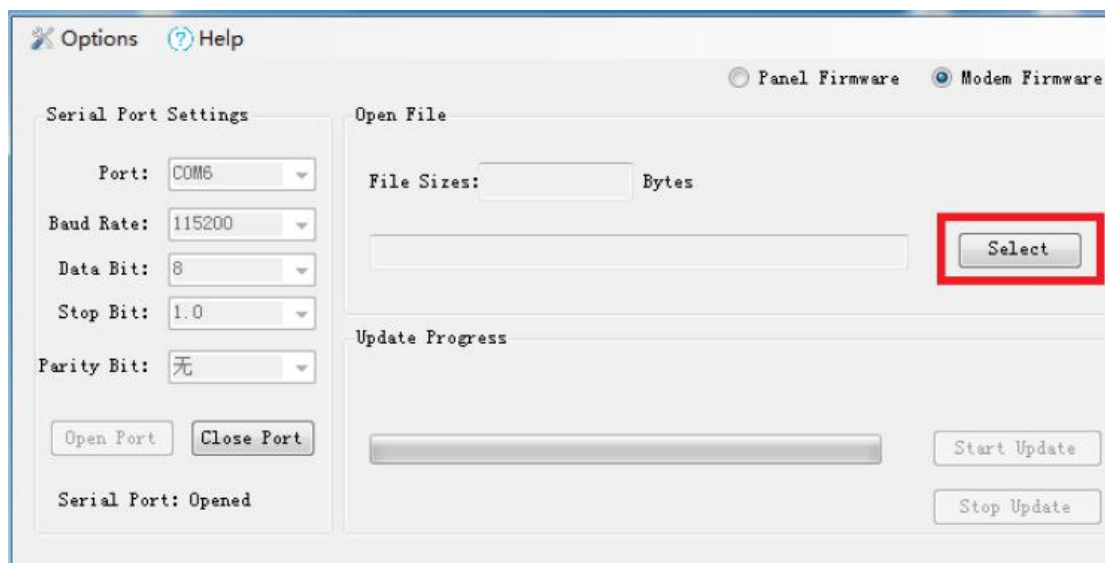 Options Help
Panel Firmware Modem Firmware
Serial Port Settings
Port: COM6
Baud Rate: 115200
Data Bit: 8
Stop Bit: 1.0
Parity Bit: 无
Open Port Close Port
Serial Port: Opened
Open File
File Sizes: Bytes
Select
Update Progress
Start Update
Stop Update